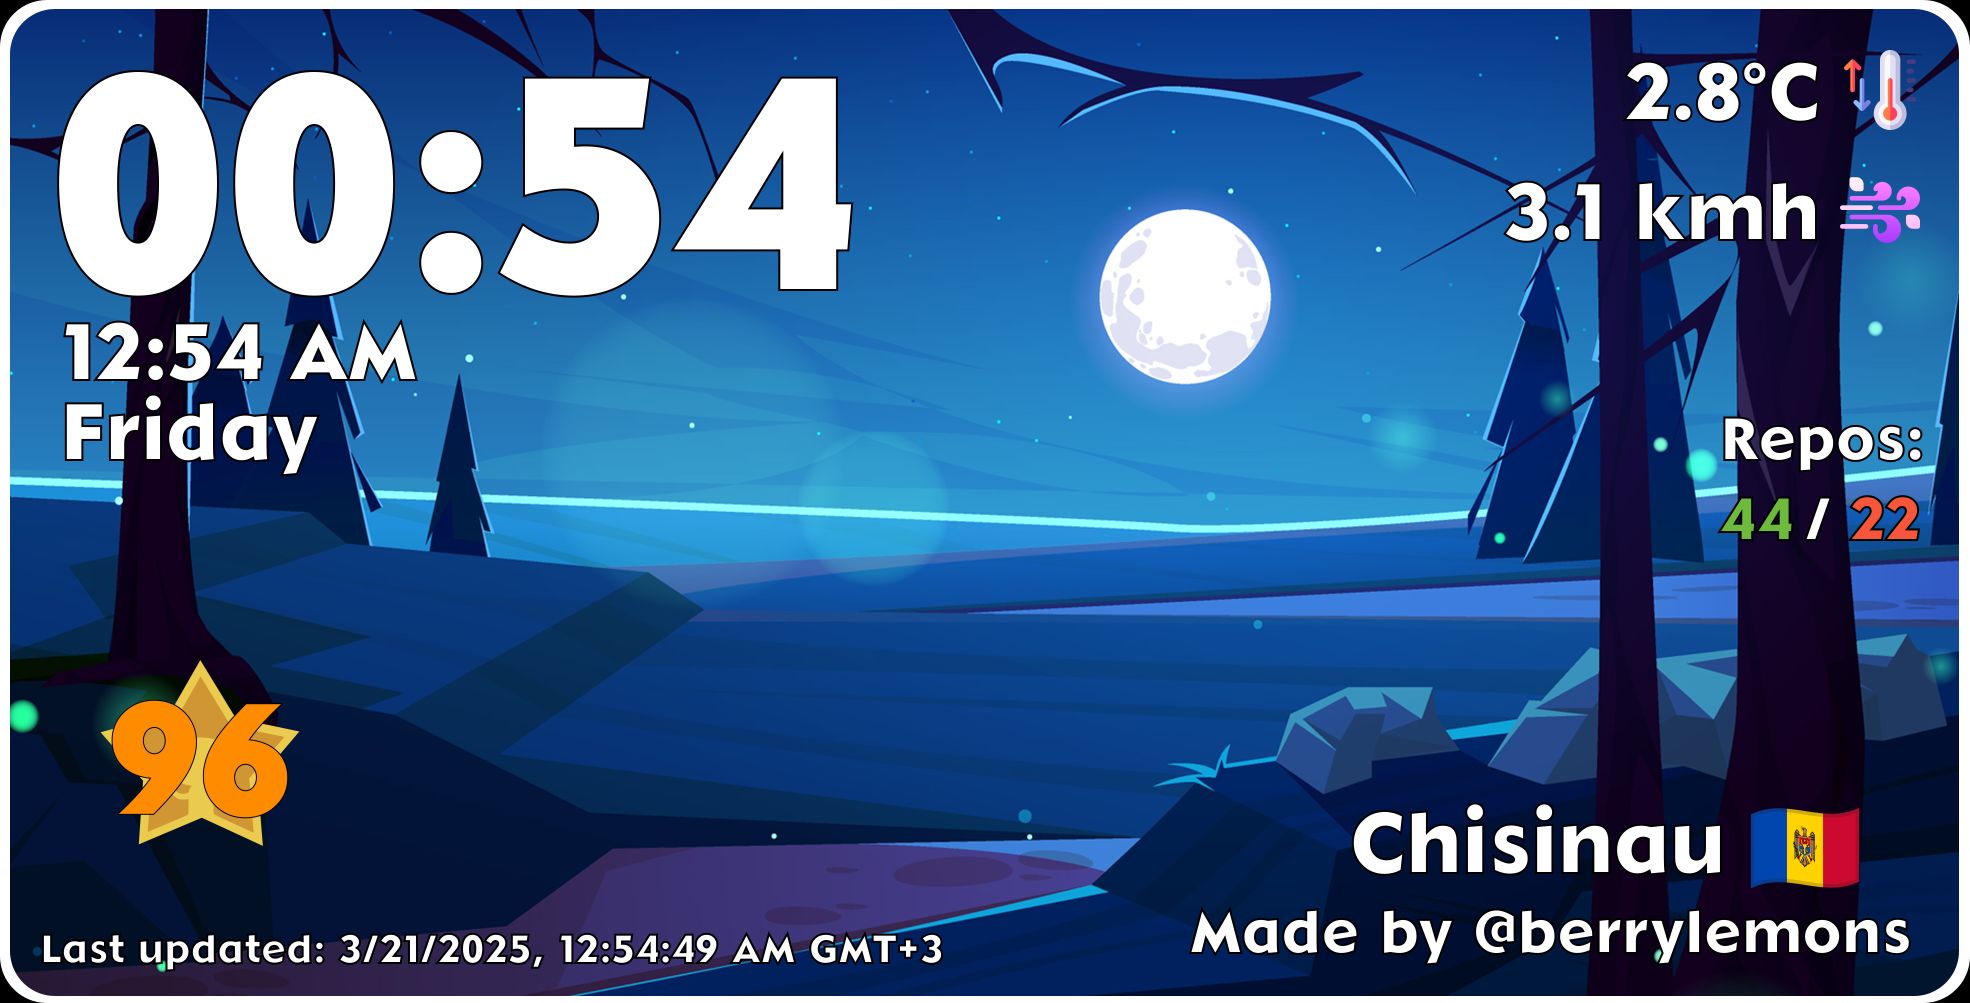 00:54
12:54 AM
Friday
2.8°C
3.1 kmh
Repos:
44 / 22
96
Chisinau
Made by @berrylemons
Last updated: 3/21/2025, 12:54:49 AM GMT+3